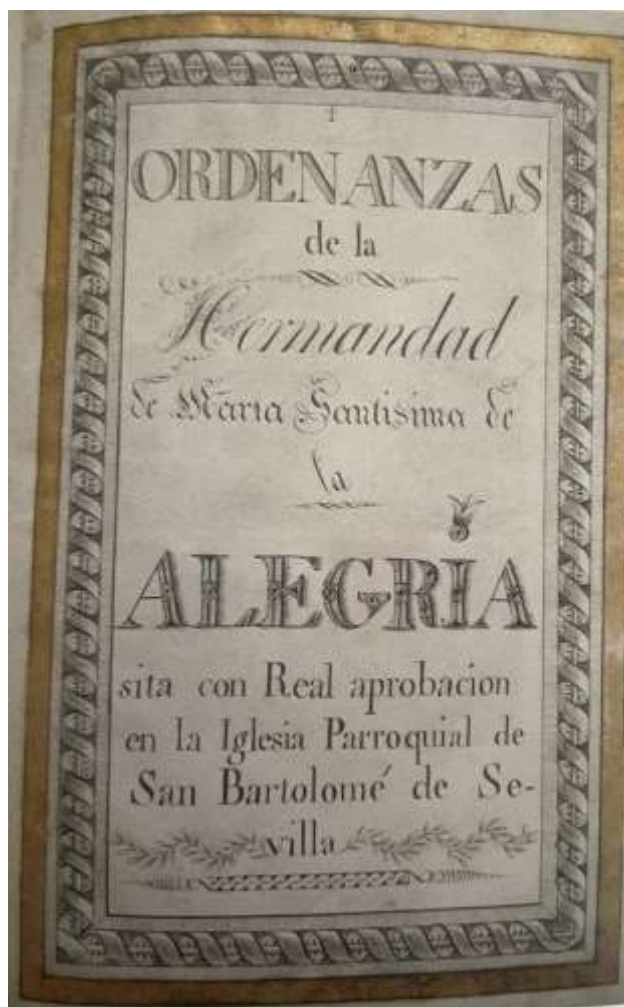 ORDENANZAS
de la
Hermandad
de Maria Santisima de
la
ALEGRÍA
sita con Real aprobacion
en la Iglesia Parroquial de
San Bartolomé de Se-
villa